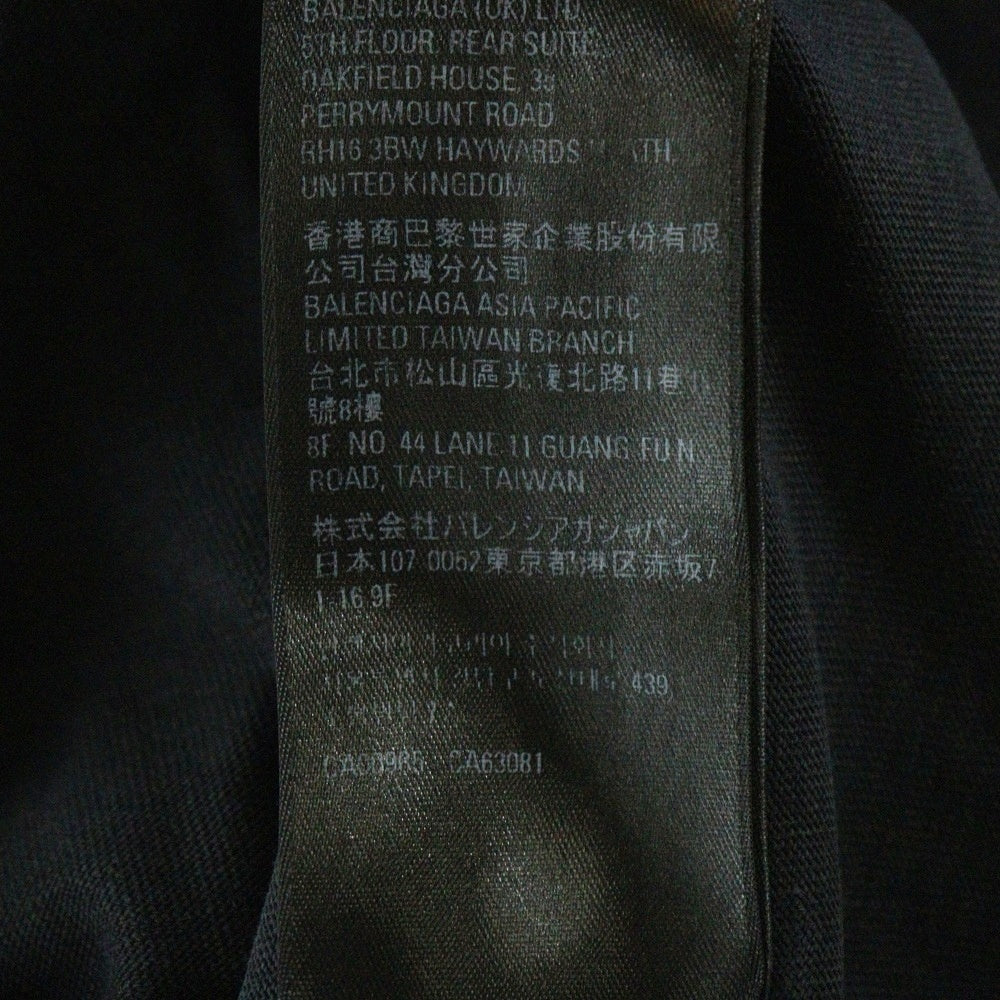 BALENCIAGA (UK) LTD
5TH FLOOR, REAR SUITE,
OAKFIELD HOUSE,
PERRYMOUNT ROAD
RH16 3BW HAYWARDS
UNITED KINGDOM
香港商巴黎世家企業股份有限
公司台灣分公司
BALENCIAGA ASIA PACIFIC
LIMITED TAIWAN BRANCH
台北市松山區光復北路11巷
號8樓
8F, NO. 44 LANE 11 GUANG FU N.
ROAD, TAPEI, TAIWAN
株式会社バレンシアガジャパン
日本107 0052東京都港区赤坂7
1 16 9F
439,
CA63081